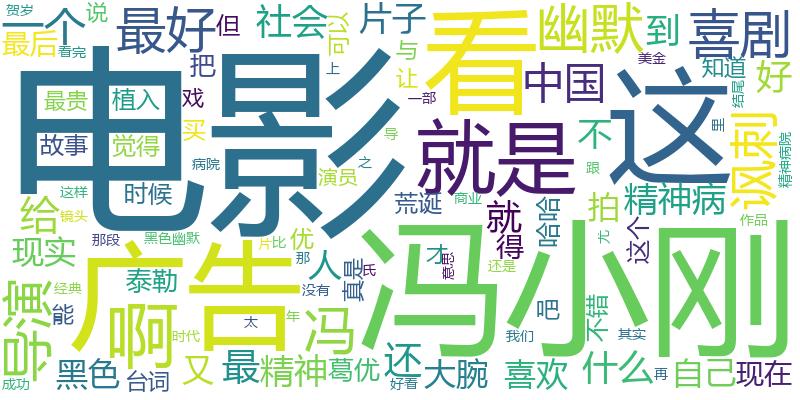 贺岁
一个
说
最后
看完
最好
但
社会
片子
可以
与
让
上
看
幽默
到
喜剧
美金
知道
好
结尾
中国
把
戏
最贵
植入
买
故事
觉得
电影
一部
导
就是
不
这
里
讽刺
精神病院
跟
病院
之
演员
这样
时候
给
镜头
荒诞
就
得
哈哈
拍
精神病
商业
作品
尤
这个
现实
那段
黑色幽默
片
比
优
那
人
真是
氏
才
意思
还是
导演
经典
能
泰勒
没有
广告
啊
冯
冯小刚
吧
不错
时代
太
年
我们
其实
黑色
台词
又
最
精神
葛优
还
大腕
喜欢
什么
再
自己
现在
成功
好看